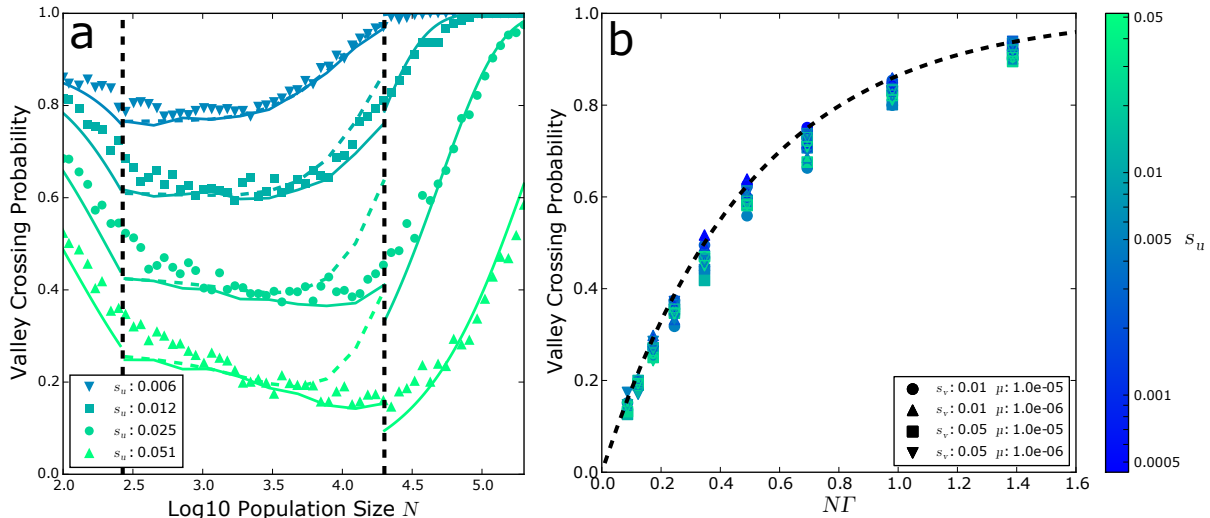 a
Valley Crossing Probability
1.0
0.8
0.6
0.4
0.2
0.0
s_u: 0.006
s_u: 0.012
s_u: 0.025
s_u: 0.051
2.0 2.5 3.0 3.5 4.0 4.5 5.0
Log10 Population Size N
b
Valley Crossing Probability
1.0
0.8
0.6
0.4
0.2
0.0
s_v: 0.01 μ: 1.0e-05
s_v: 0.01 μ: 1.0e-06
s_v: 0.05 μ: 1.0e-05
s_v: 0.05 μ: 1.0e-06
0.0 0.2 0.4 0.6 0.8 1.0 1.2 1.4 1.6
NΓ
0.05
0.01
0.005
0.001
0.0005
s_u